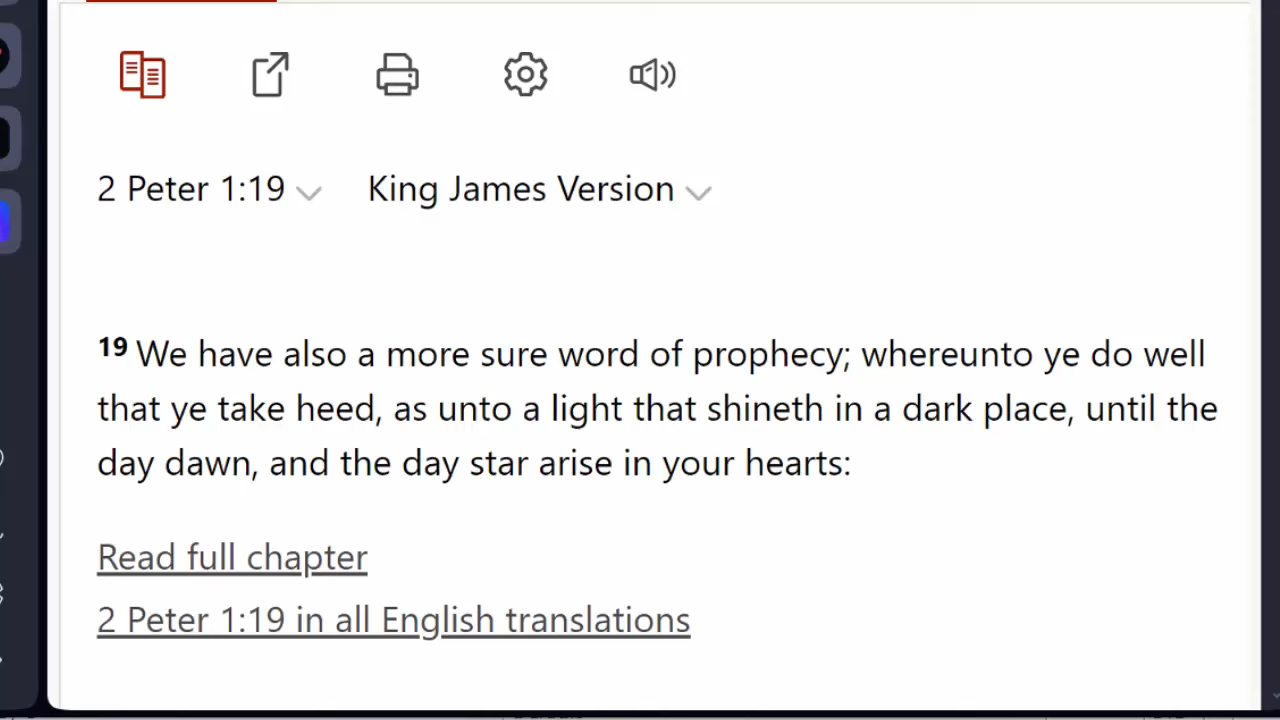 2 Peter 1:19 King James Version
19 We have also a more sure word of prophecy; whereunto ye do well
that ye take heed, as unto a light that shineth in a dark place, until the
day dawn, and the day star arise in your hearts:
Read full chapter
2 Peter 1:19 in all English translations